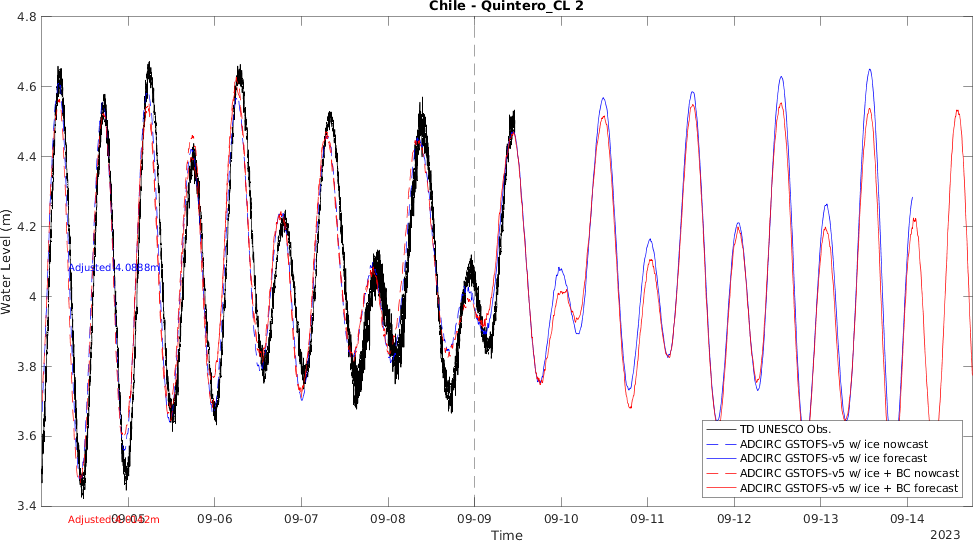 Chile - Quintero_CL 2
4.8
4.6
4.4
4.2
4
3.8
3.6
3.4
Water Level (m)
Adjusted 4.0838m
TD UNESCO Obs.
ADCIRC GSTOFS-v5 w/ ice nowcast
ADCIRC GSTOFS-v5 w/ ice forecast
ADCIRC GSTOFS-v5 w/ ice + BC nowcast
ADCIRC GSTOFS-v5 w/ ice + BC forecast
Adjusted
09-05 09-06 09-07 09-08 09-09 09-10 09-11 09-12 09-13 09-14
Time
2023